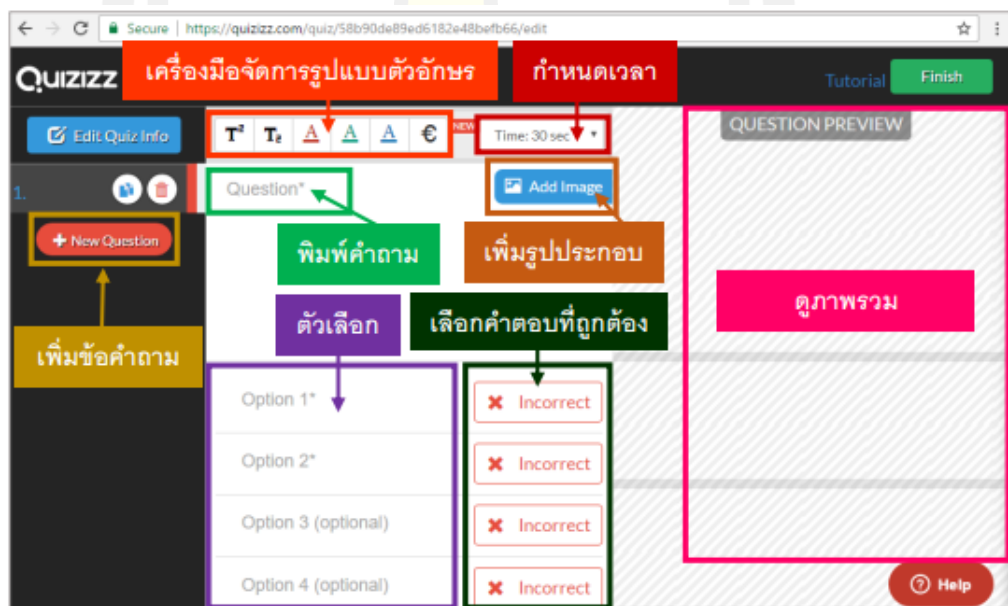 Secure | https://quizizz.com/quiz/58b90de89ed6182e48befb66/edit
Quizizz
เครื่องมือจัดการรูปแบบตัวอักษร
กำหนดเวลา
Tutorial
Finish
Edit Quiz Info
T² T₂ A A A €
NEW
Time: 30 sec
QUESTION PREVIEW
1.
Question*
Add Image
+ New Question
พิมพ์คำถาม
เพิ่มรูปประกอบ
ดูภาพรวม
ตัวเลือก
เลือกคำตอบที่ถูกต้อง
เพิ่มข้อคำถาม
Option 1*
Incorrect
Option 2*
Incorrect
Option 3 (optional)
Incorrect
Option 4 (optional)
Incorrect
Help